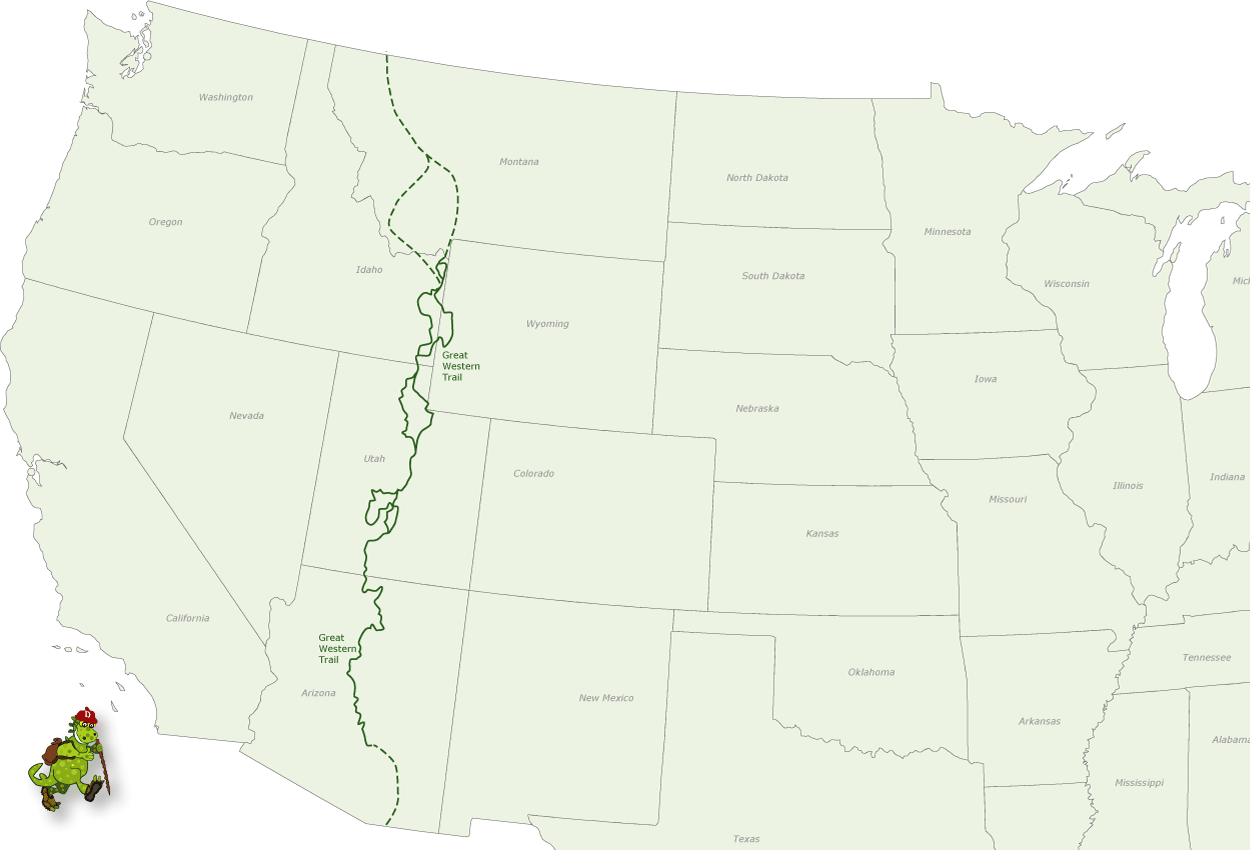 Washington
Montana
North Dakota
Oregon
Minnesota
Idaho
South Dakota
Wisconsin
Wyoming
Great
Western
Trail
Iowa
Nebraska
Nevada
Utah
Colorado
Indiana
Illinois
Missouri
Kansas
California
Great
Western
Trail
Tennessee
Oklahoma
Arizona
New Mexico
Arkansas
Alabama
Mississippi
Texas
D